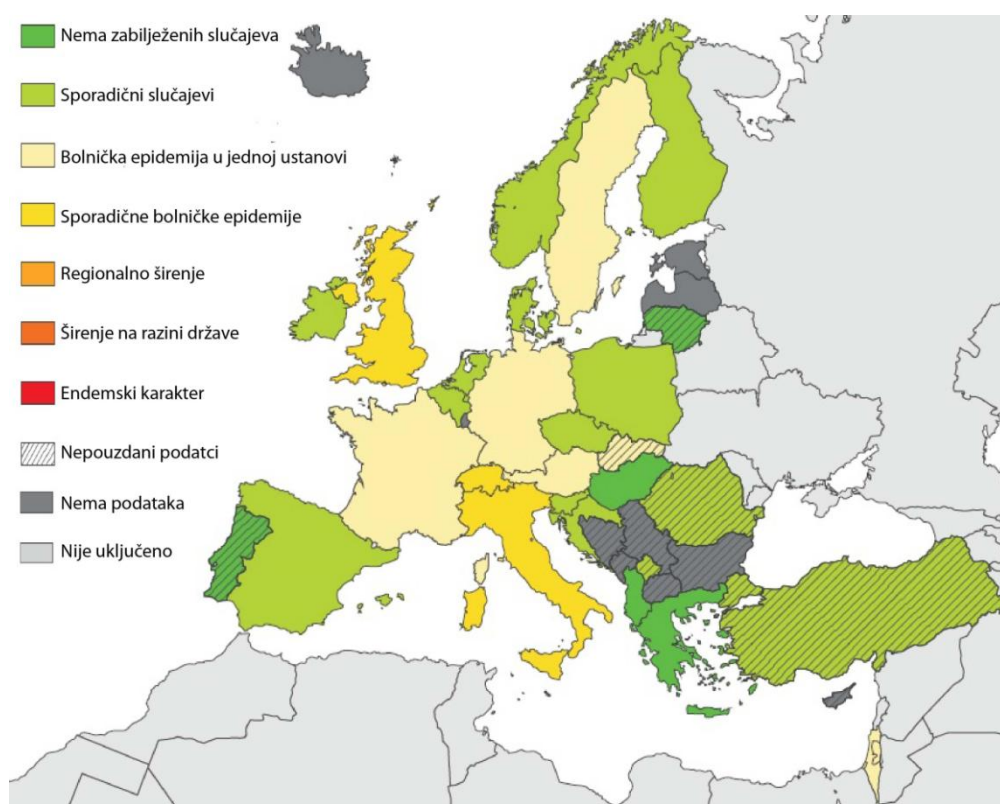 Nema zabilježenih slučajeva
Sporadični slučajevi
Bolnička epidemija u jednoj ustanovi
Sporadične bolničke epidemije
Regionalno širenje
Širenje na razini države
Endemski karakter
Nepouzdani podatci
Nema podataka
Nije uključeno